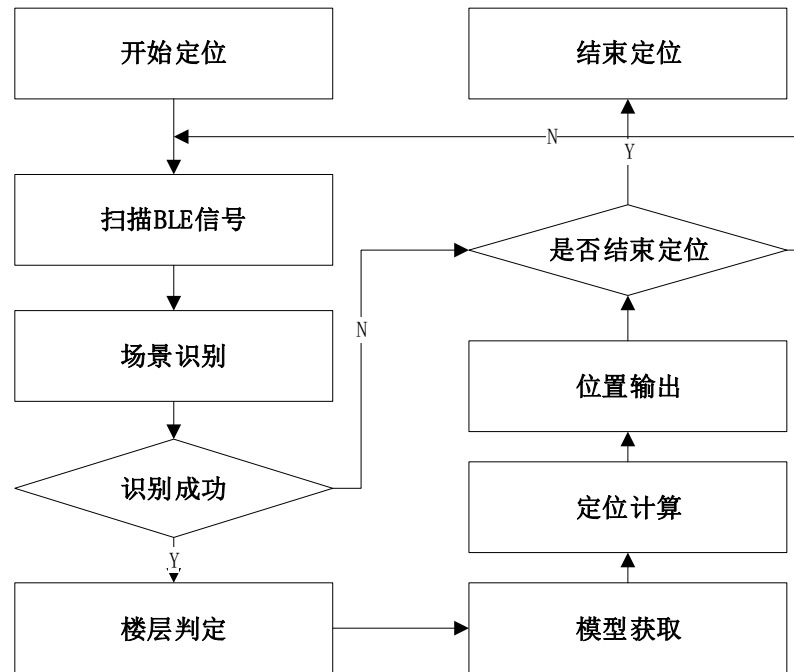 开始定位
结束定位
N
Y
扫描BLE信号
是否结束定位
N
场景识别
位置输出
识别成功
定位计算
Y
楼层判定
模型获取